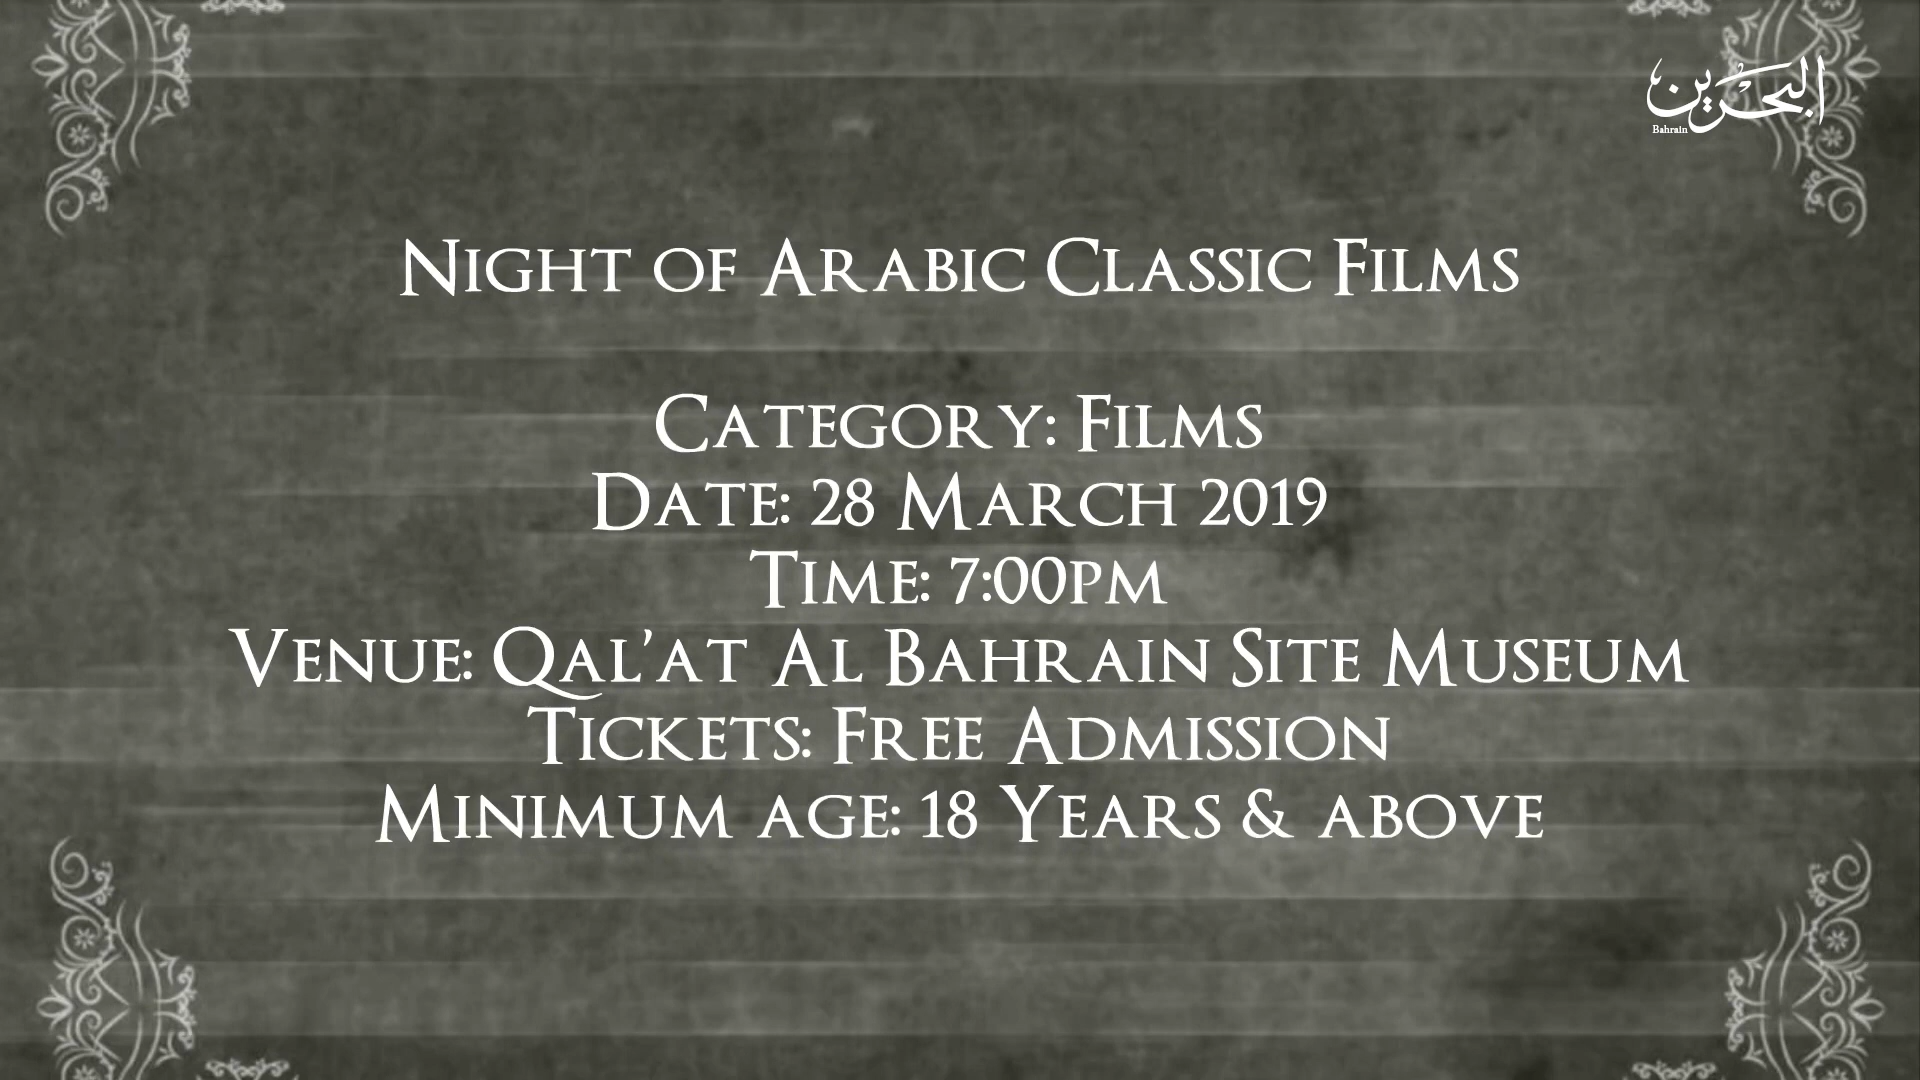 البحرين
Bahrain
Night of Arabic Classic Films
Category: Films
Date: 28 March 2019
Time: 7:00pm
Venue: Qal’at Al Bahrain Site Museum
Tickets: Free Admission
Minimum age: 18 Years & above